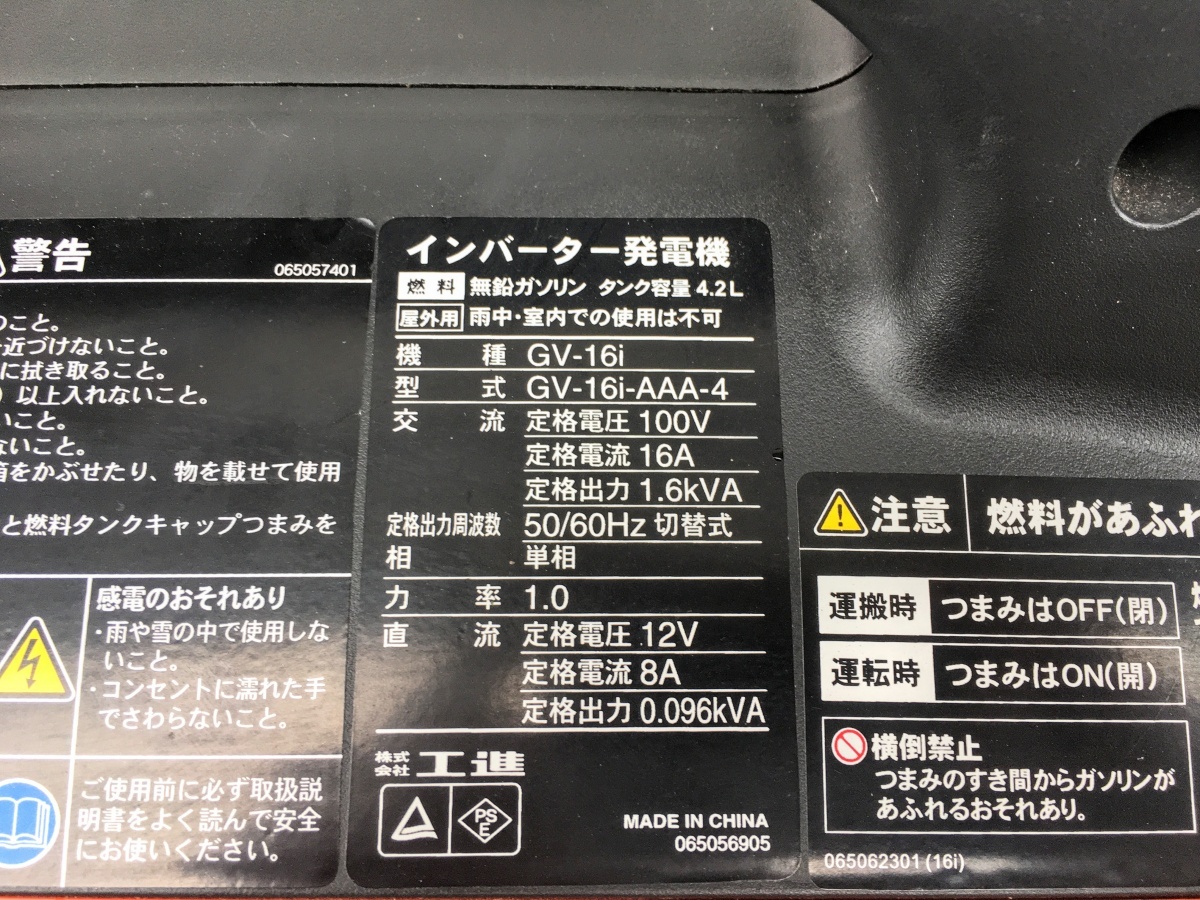 警告
065057401
のこと。
近づけないこと。
に拭き取ること。
以上入れないこと。
いこと。
ないこと。
箱をかぶせたり、物を載せて使用
と燃料タンクキャップつまみを
感電のおそれあり
・雨や雪の中で使用しな
いこと。
・コンセントに濡れた手
でさわらないこと。
ご使用前に必ず取扱説
明書をよく読んで安全
にお使いください。
インバーター発電機
燃料 無鉛ガソリン タンク容量 4.2L
屋外用 雨中・室内での使用は不可
機種 GV-16i
型式 GV-16i-AAA-4
交流 定格電圧 100V
定格電流 16A
定格出力 1.6kVA
定格出力周波数 50/60Hz 切替式
相 単相
力率 1.0
直流 定格電圧 12V
定格電流 8A
定格出力 0.096kVA
株式会社 工進
PSE
MADE IN CHINA
065056905
注意 燃料があふれ
運搬時 つまみはOFF(閉)
運転時 つまみはON(開)
横倒禁止
つまみのすき間からガソリンが
あふれるおそれあり。
065062301 (16i)